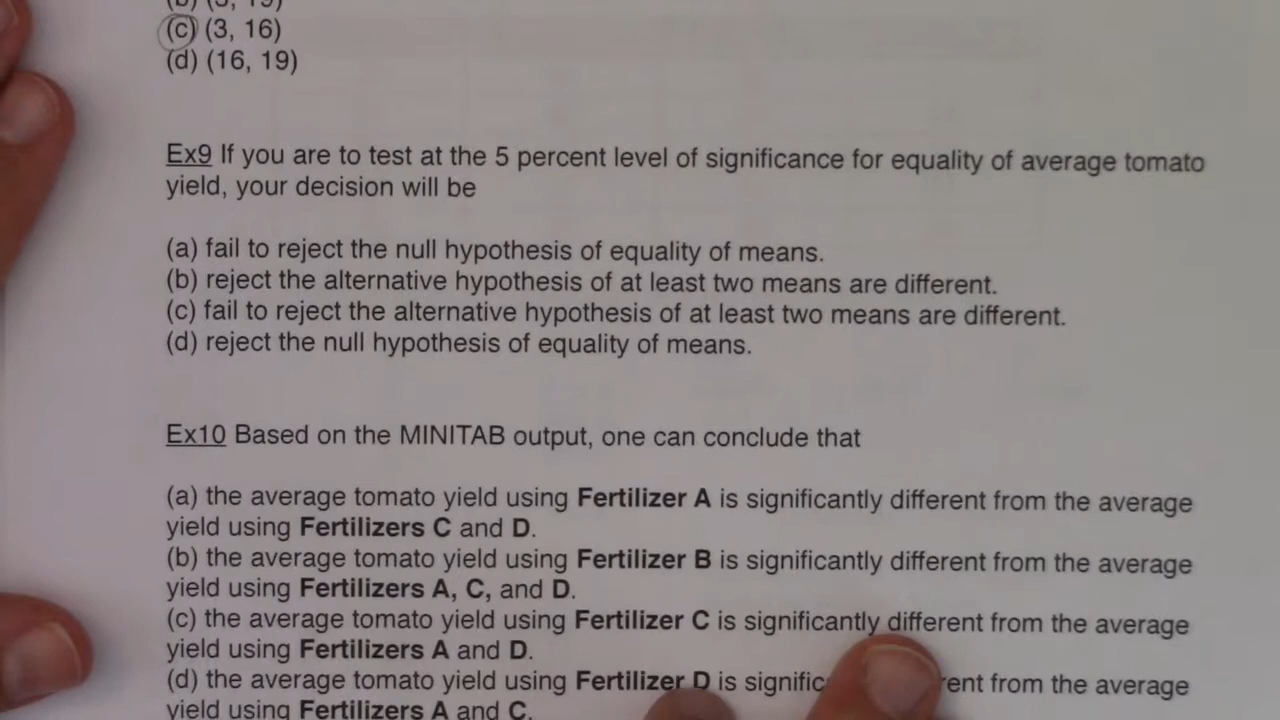 (b) (3, 19)
(c) (3, 16)
(d) (16, 19)
Ex9 If you are to test at the 5 percent level of significance for equality of average tomato
yield, your decision will be
(a) fail to reject the null hypothesis of equality of means.
(b) reject the alternative hypothesis of at least two means are different.
(c) fail to reject the alternative hypothesis of at least two means are different.
(d) reject the null hypothesis of equality of means.
Ex10 Based on the MINITAB output, one can conclude that
(a) the average tomato yield using Fertilizer A is significantly different from the average
yield using Fertilizers C and D.
(b) the average tomato yield using Fertilizer B is significantly different from the average
yield using Fertilizers A, C, and D.
(c) the average tomato yield using Fertilizer C is significantly different from the average
yield using Fertilizers A and D.
(d) the average tomato yield using Fertilizer D is signific rent from the average
yield using Fertilizers A and C.